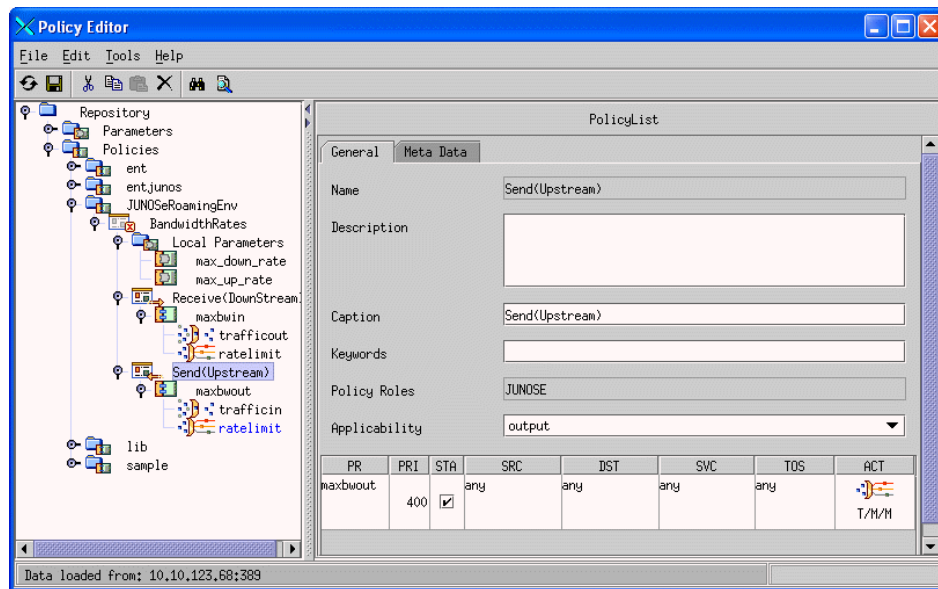 Policy Editor
File Edit Tools Help
Repository
Parameters
Policies
ent
entjunos
JUNOSeRoamingEnv
BandwidthRates
Local Parameters
max_down_rate
max_up_rate
Receive(DownStream)
maxbwin
trafficout
ratelimit
Send(Upstream)
maxbwout
trafficin
ratelimit
lib
sample
PolicyList
General Meta Data
Name Send(Upstream)
Description
Caption Send(Upstream)
Keywords
Policy Roles JUNOSE
Applicability output
PR PRI STA SRC DST SVC TOS ACT
maxbwout 400 any any any any T/M/M
Data loaded from: 10.10.123.68:389